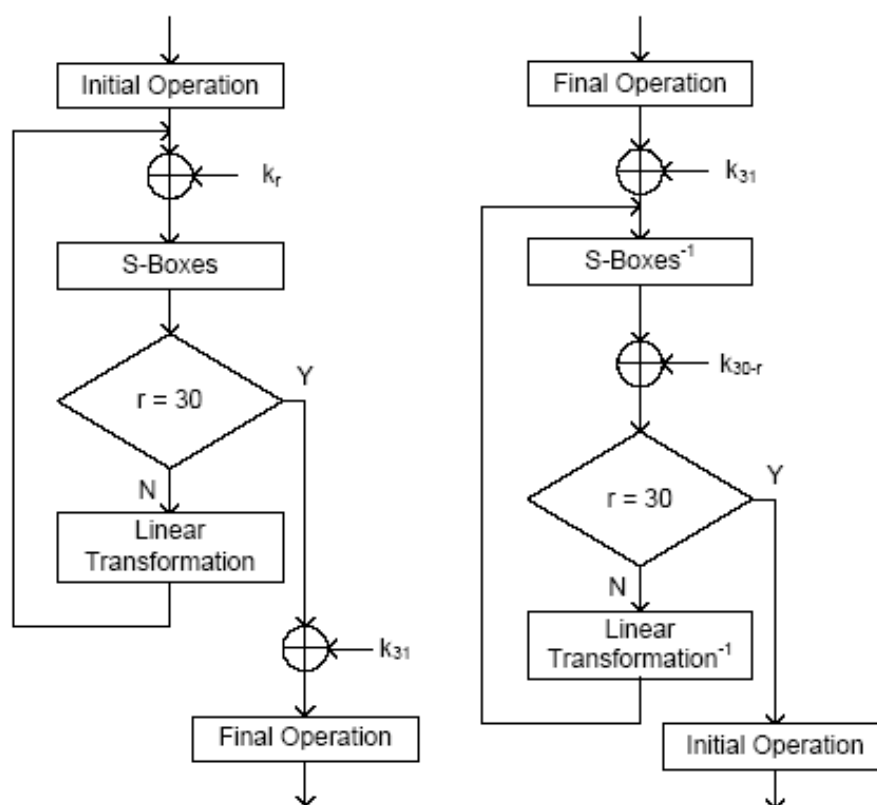 Initial Operation
k₍r₎
S-Boxes
r = 30
Y
N
Linear
Transformation
k₃₁
Final Operation
Final Operation
k₃₁
S-Boxes⁻¹
k₃₀₋ᵣ
r = 30
Y
N
Linear
Transformation⁻¹
Initial Operation